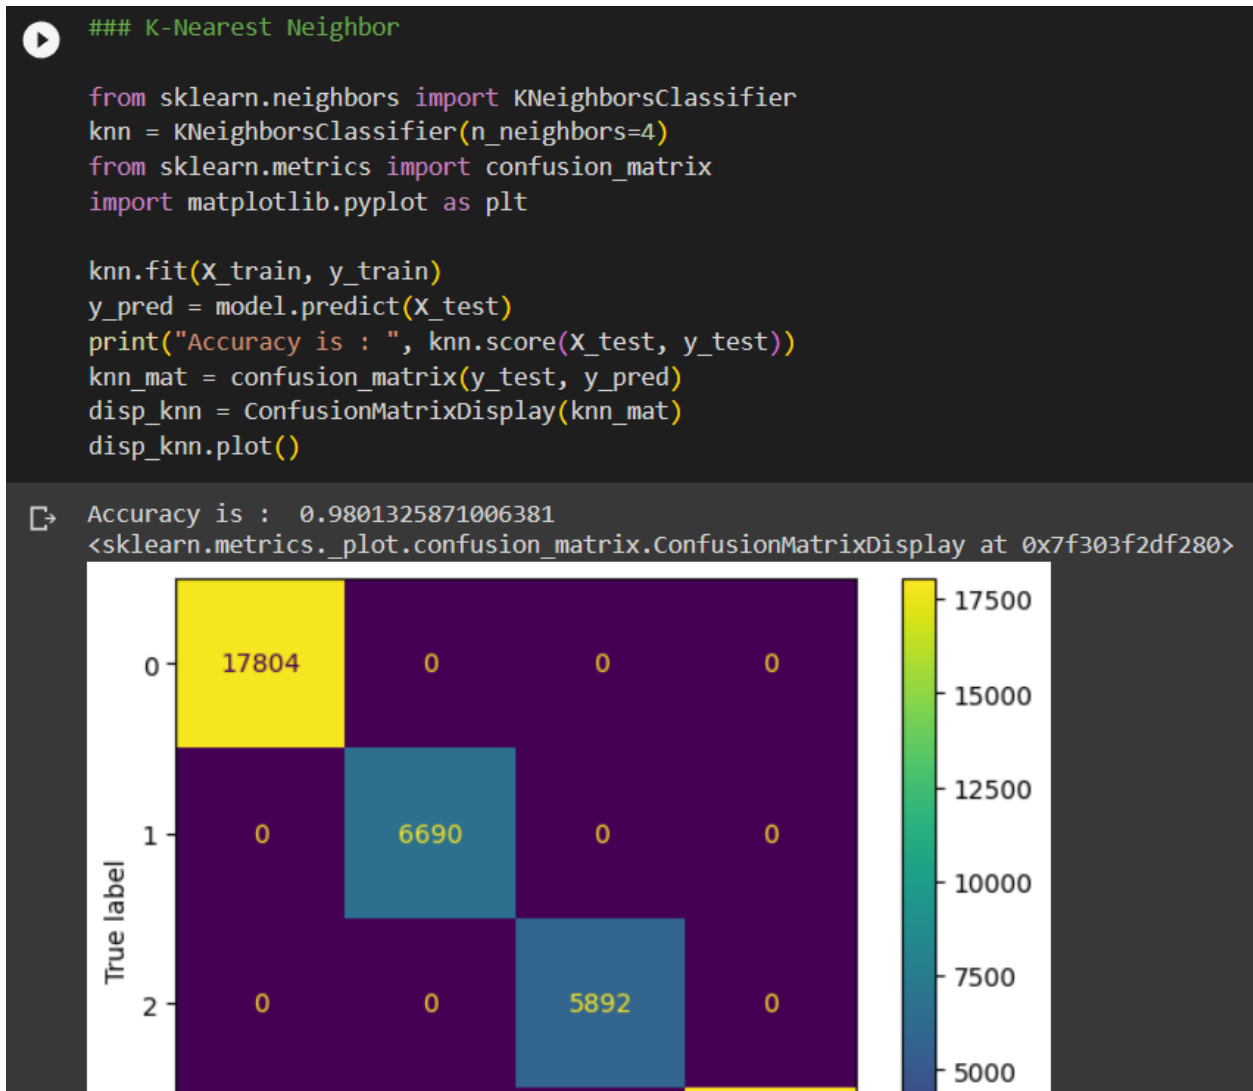 ### K-Nearest Neighbor
from sklearn.neighbors import KNeighborsClassifier
knn = KNeighborsClassifier(n_neighbors=4)
from sklearn.metrics import confusion_matrix
import matplotlib.pyplot as plt
knn.fit(X_train, y_train)
y_pred = model.predict(X_test)
print("Accuracy is : ", knn.score(X_test, y_test))
knn_mat = confusion_matrix(y_test, y_pred)
disp_knn = ConfusionMatrixDisplay(knn_mat)
disp_knn.plot()
Accuracy is :  0.9801325871006381
<sklearn.metrics._plot.confusion_matrix.ConfusionMatrixDisplay at 0x7f303f2df280>
0 17804 0 0 0
1 0 6690 0 0
2 0 0 5892 0
True label
17500
15000
12500
10000
7500
5000